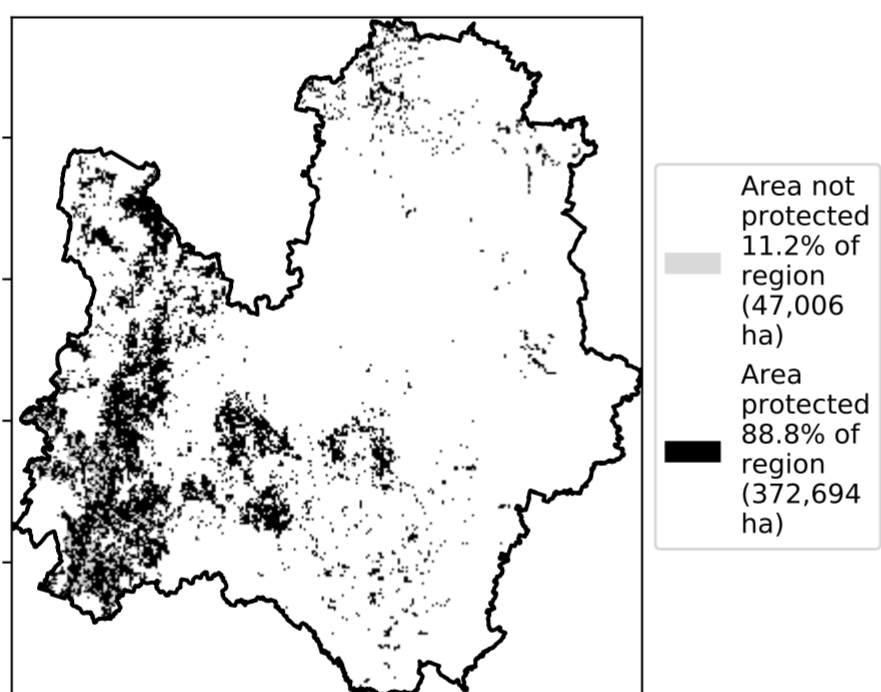 Area not
protected
11.2% of
region
(47,006
ha)
Area
protected
88.8% of
region
(372,694
ha)